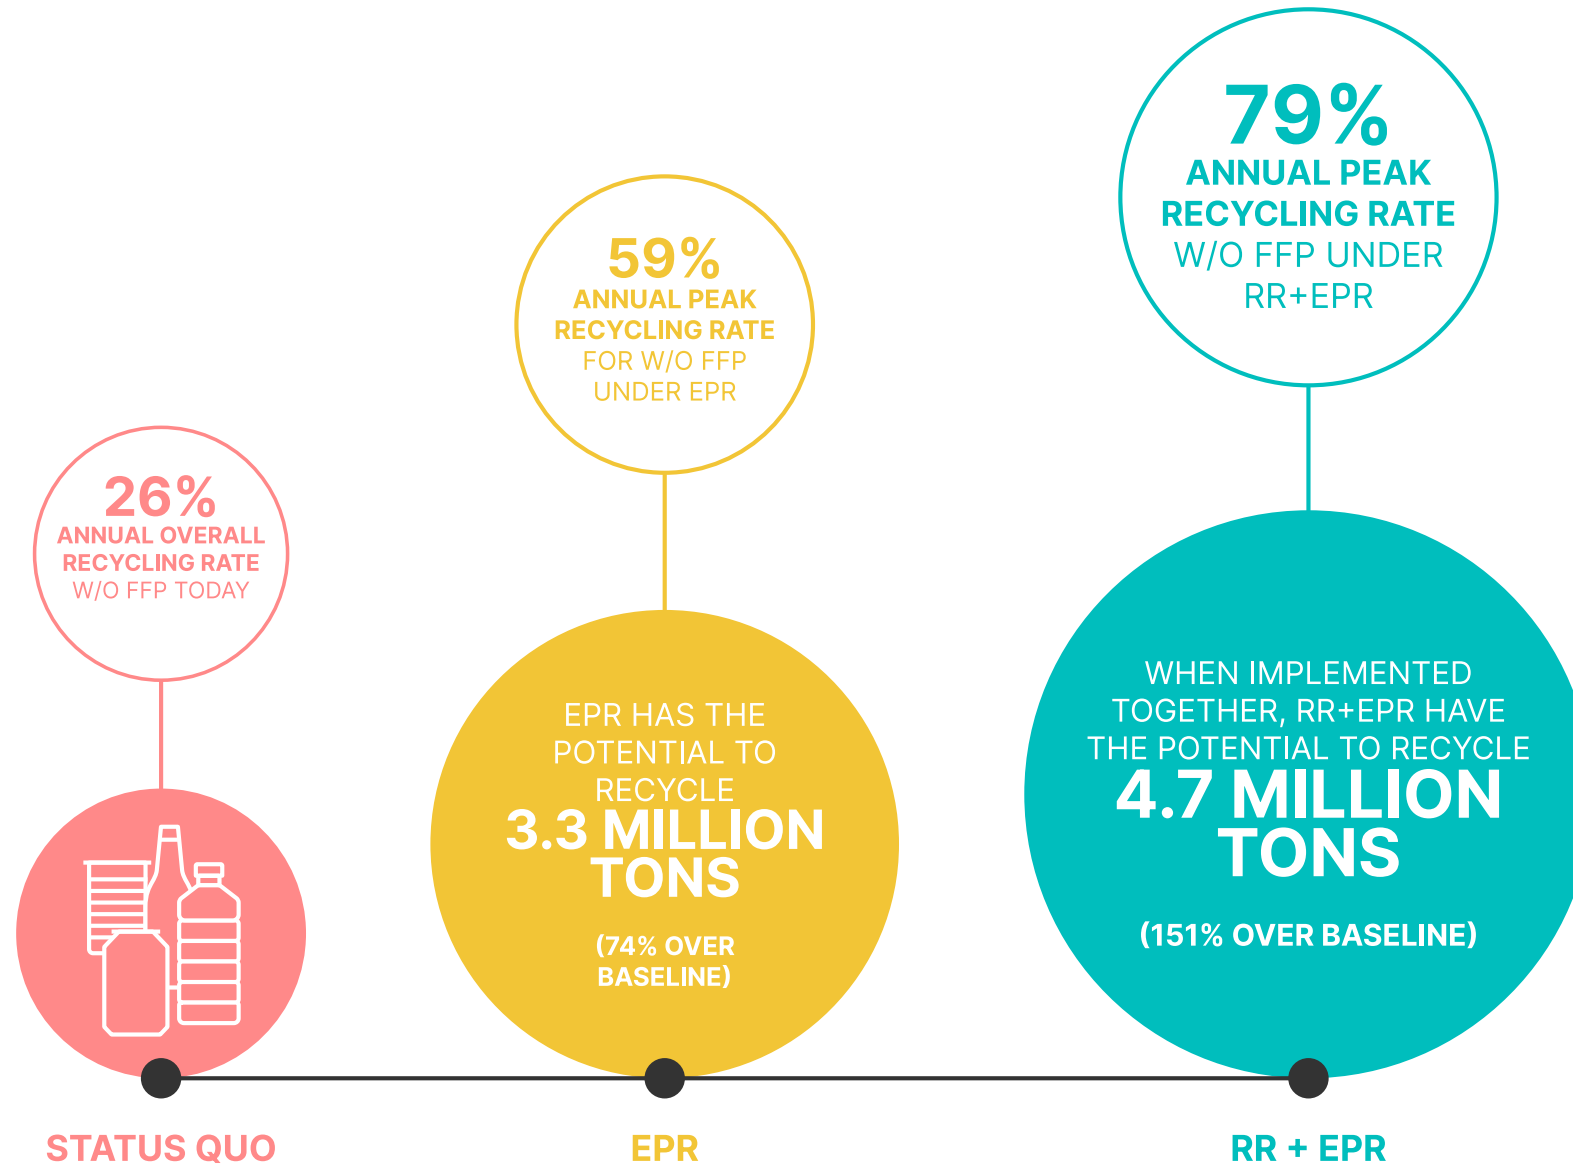 26%
ANNUAL OVERALL
RECYCLING RATE
W/O FFP TODAY
STATUS QUO
59%
ANNUAL PEAK
RECYCLING RATE
FOR W/O FFP
UNDER EPR
EPR HAS THE
POTENTIAL TO
RECYCLE
3.3 MILLION
TONS
(74% OVER
BASELINE)
EPR
79%
ANNUAL PEAK
RECYCLING RATE
W/O FFP UNDER
RR+EPR
WHEN IMPLEMENTED
TOGETHER, RR+EPR HAVE
THE POTENTIAL TO RECYCLE
4.7 MILLION
TONS
(151% OVER BASELINE)
RR + EPR